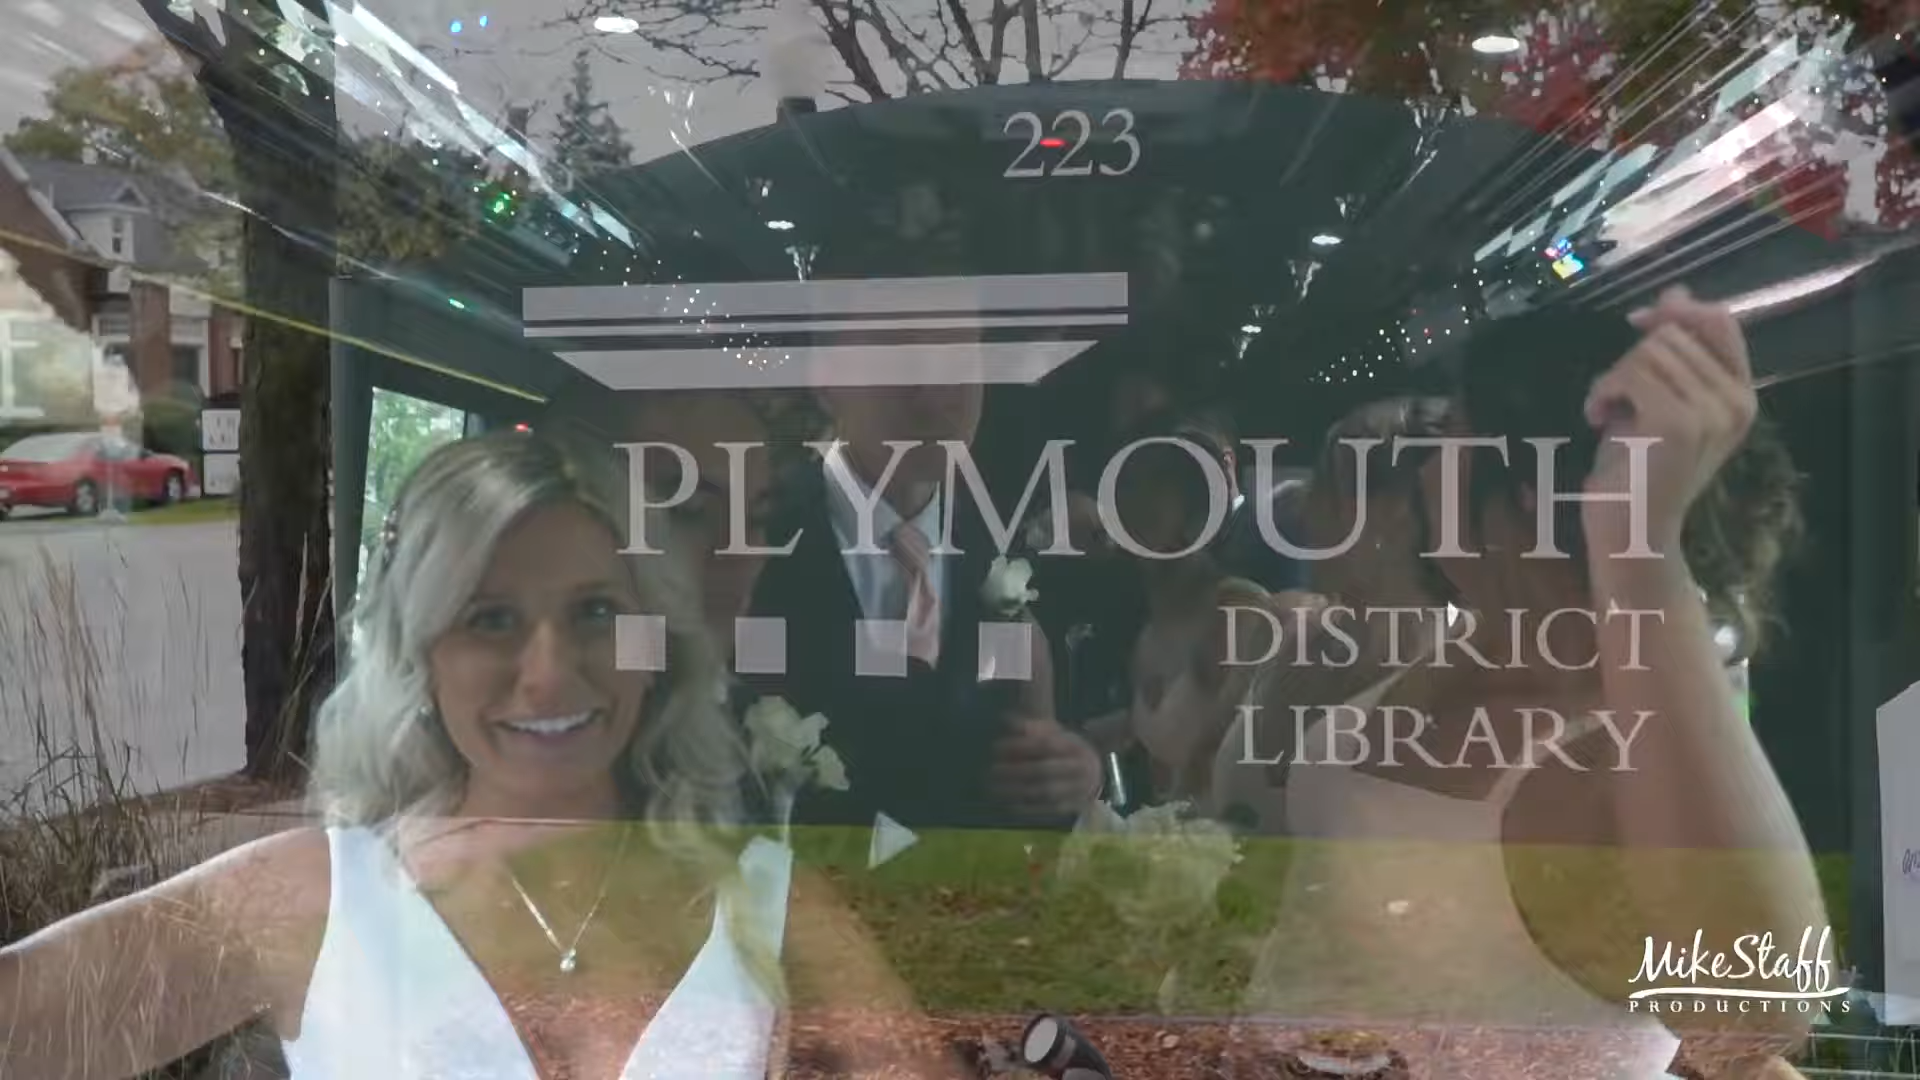 223
PLYMOUTH
DISTRICT
LIBRARY
MikeStaff
PRODUCTIONS